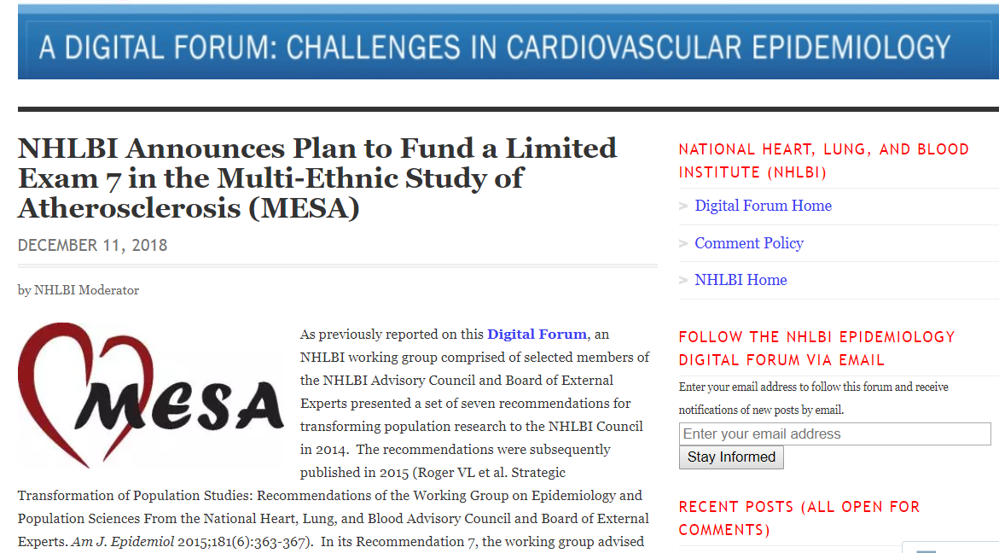 A DIGITAL FORUM: CHALLENGES IN CARDIOVASCULAR EPIDEMIOLOGY
NHLBI Announces Plan to Fund a Limited
Exam 7 in the Multi-Ethnic Study of
Atherosclerosis (MESA)
DECEMBER 11, 2018
by NHLBI Moderator
MESA
As previously reported on this Digital Forum, an
NHLBI working group comprised of selected members of
the NHLBI Advisory Council and Board of External
Experts presented a set of seven recommendations for
transforming population research to the NHLBI Council
in 2014. The recommendations were subsequently
published in 2015 (Roger VL et al. Strategic
Transformation of Population Studies: Recommendations of the Working Group on Epidemiology and
Population Sciences From the National Heart, Lung, and Blood Advisory Council and Board of External
Experts. Am J. Epidemiol 2015;181(6):363-367). In its Recommendation 7, the working group advised
NATIONAL HEART, LUNG, AND BLOOD
INSTITUTE (NHLBI)
> Digital Forum Home
> Comment Policy
> NHLBI Home
FOLLOW THE NHLBI EPIDEMIOLOGY
DIGITAL FORUM VIA EMAIL
Enter your email address to follow this forum and receive
notifications of new posts by email.
Enter your email address
Stay Informed
RECENT POSTS (ALL OPEN FOR
COMMENTS)